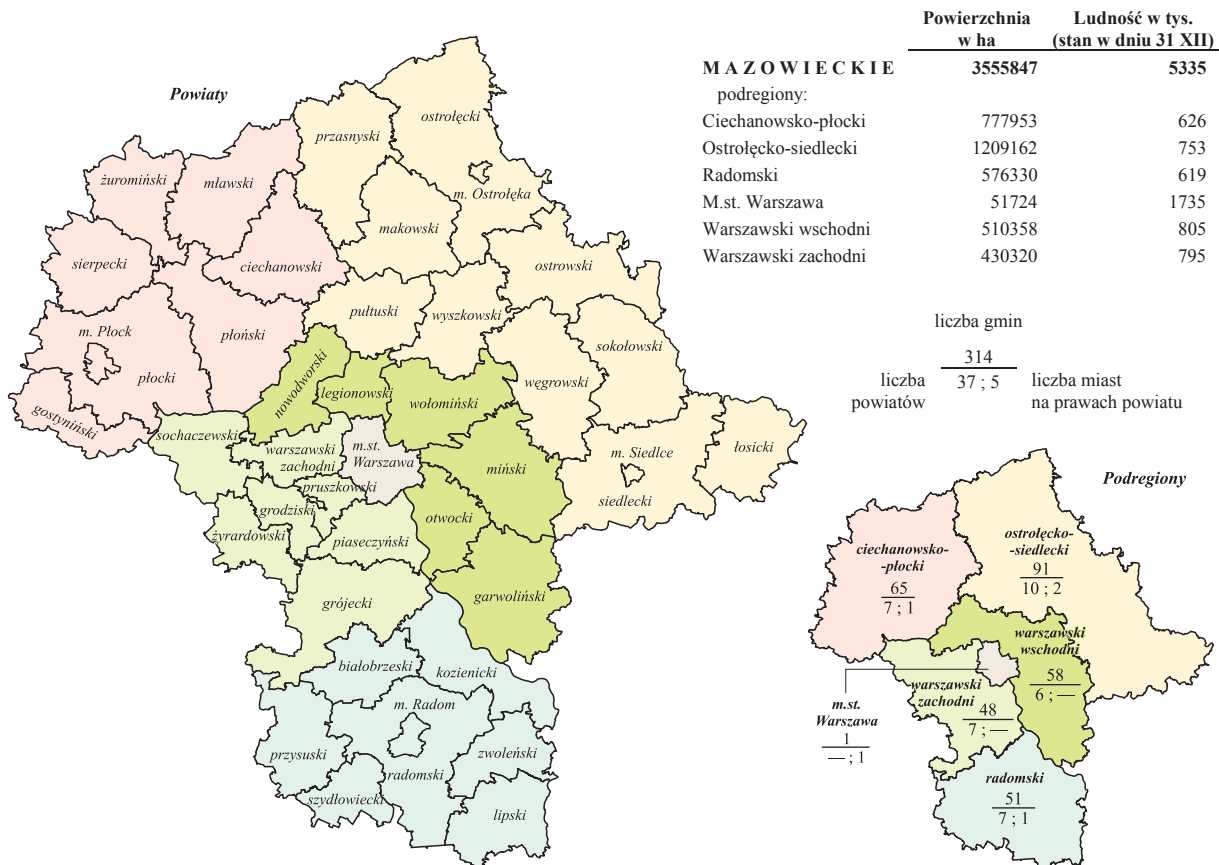 Powierzchnia
w ha
Ludność w tys.
(stan w dniu 31 XII)
MAZOWIECKIE 3555847 5335
podregiony:
Ciechanowsko-płocki 777953 626
Ostrołęcko-siedlecki 1209162 753
Radomski 576330 619
M.st. Warszawa 51724 1735
Warszawski wschodni 510358 805
Warszawski zachodni 430320 795
liczba gmin
314
37 ; 5
liczba
powiatów
liczba miast
na prawach powiatu
Powiaty
ostrołęcki
przasnyski
żuromiński
mławski
m. Ostrołęka
makowski
sierpecki
ciechanowski
ostrowski
pułtuski
wyszkowski
m. Płock
płoński
sokołowski
płocki
nowodworski
legionowski
wołomiński
węgrowski
gostyniński
sochaczewski
warszawski
zachodni
m.st.
Warszawa
m. Siedlce
łosicki
miński
siedlecki
pruszkowski
grodziski
otwocki
żyrardowski
piaseczyński
garwoliński
grójecki
białobrzeski
kozienicki
m. Radom
przysuski
zwoleński
radomski
szydłowiecki
lipski
Podregiony
ciechanowsko-
-płocki
65
7 ; 1
ostrołęcko-
-siedlecki
91
10 ; 2
warszawski
wschodni
58
6 ; —
warszawski
zachodni
48
7 ; —
m.st.
Warszawa
1
— ; 1
radomski
51
7 ; 1